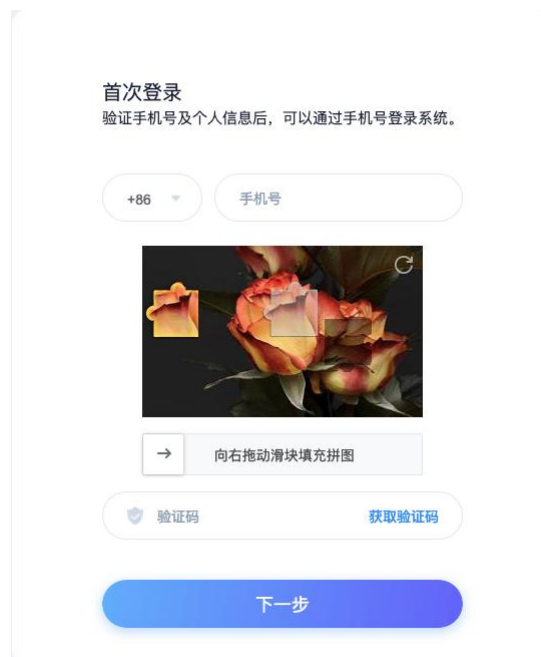 首次登录
验证手机号及个人信息后，可以通过手机号登录系统。
+86 手机号
向右拖动滑块填充拼图
验证码 获取验证码
下一步